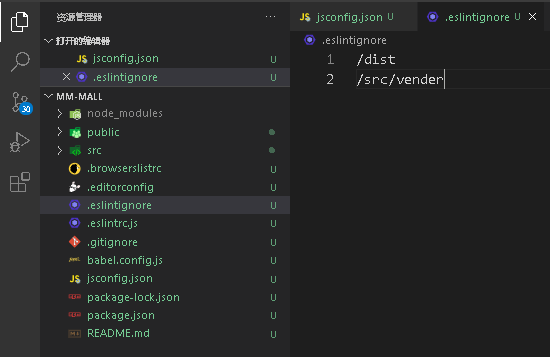 资源管理器
打开的编辑器
JS jsconfig.json U
.eslintignore U
MM-MALL
node_modules
public
src
.browserslistrc U
.editorconfig U
.eslintignore U
.eslintrc.js U
.gitignore U
babel.config.js U
JS jsconfig.json U
package-lock.json U
package.json U
README.md U
30
JS jsconfig.json U
.eslintignore U
.eslintignore
1 /dist
2 /src/vender